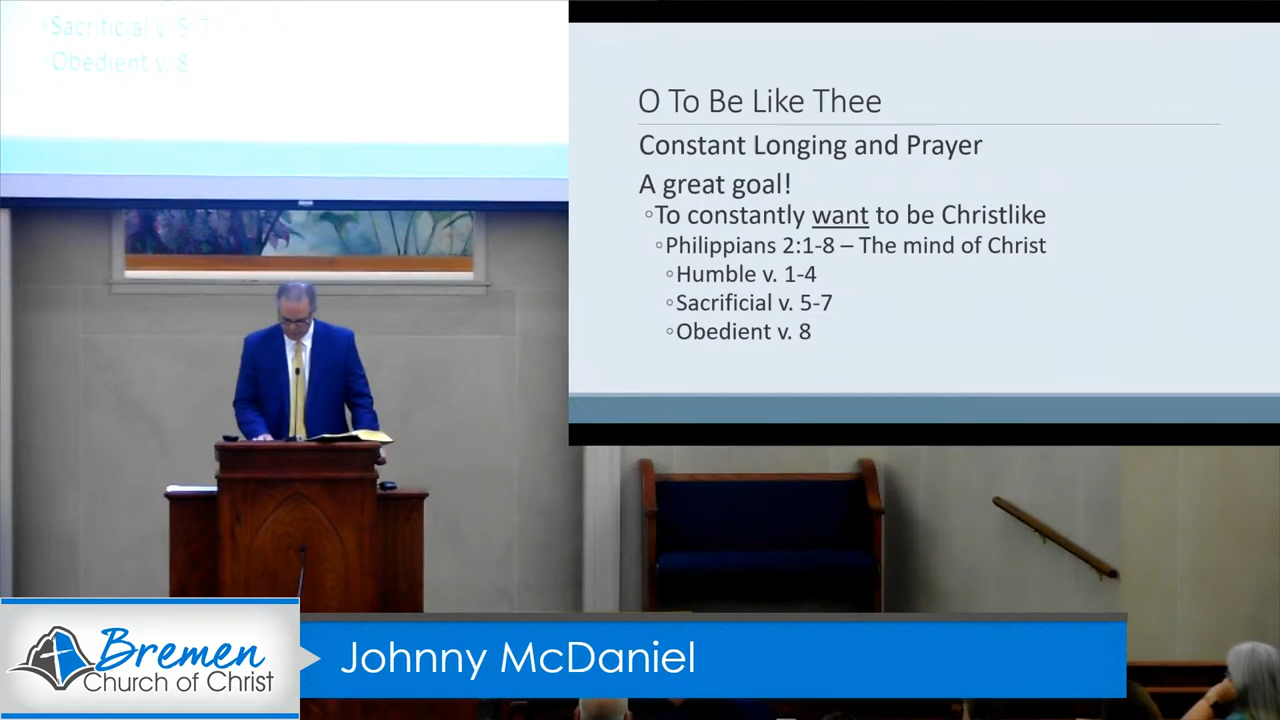 Sacrificial v. 5-7
Obedient v. 8
O To Be Like Thee
Constant Longing and Prayer
A great goal!
◦To constantly want to be Christlike
◦Philippians 2:1-8 – The mind of Christ
◦Humble v. 1-4
◦Sacrificial v. 5-7
◦Obedient v. 8
Bremen
Church of Christ
Johnny McDaniel